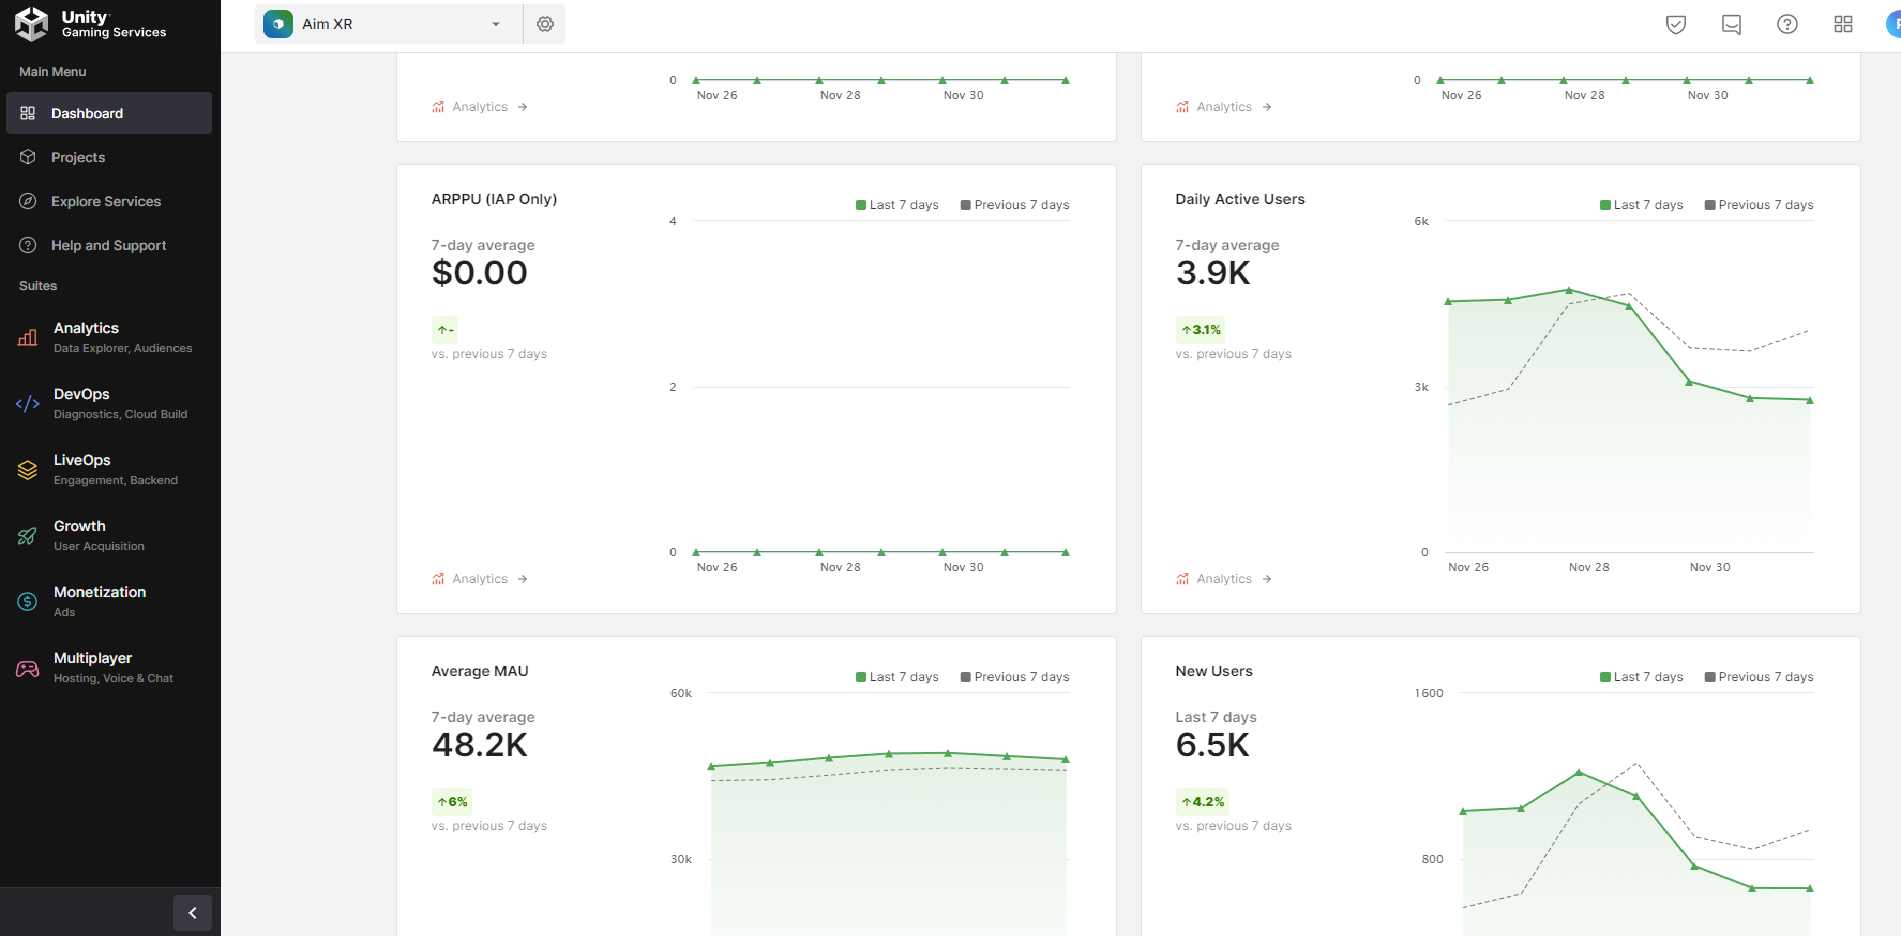 Unity
Gaming Services
Aim XR
Main Menu
Dashboard
Projects
Explore Services
Help and Support
Suites
Analytics
Data Explorer, Audiences
DevOps
Diagnostics, Cloud Build
LiveOps
Engagement, Backend
Growth
User Acquisition
Monetization
Ads
Multiplayer
Hosting, Voice & Chat
0
Nov 26 Nov 28 Nov 30
Analytics
0
Nov 26 Nov 28 Nov 30
Analytics
ARPPU (IAP Only)
Last 7 days Previous 7 days
7-day average
$0.00
-
vs. previous 7 days
4
2
0
Nov 26 Nov 28 Nov 30
Analytics
Daily Active Users
Last 7 days Previous 7 days
7-day average
3.9K
3.1%
vs. previous 7 days
6k
3k
0
Nov 26 Nov 28 Nov 30
Analytics
Average MAU
Last 7 days Previous 7 days
7-day average
48.2K
6%
vs. previous 7 days
60k
30k
New Users
Last 7 days Previous 7 days
Last 7 days
6.5K
4.2%
vs. previous 7 days
1600
800